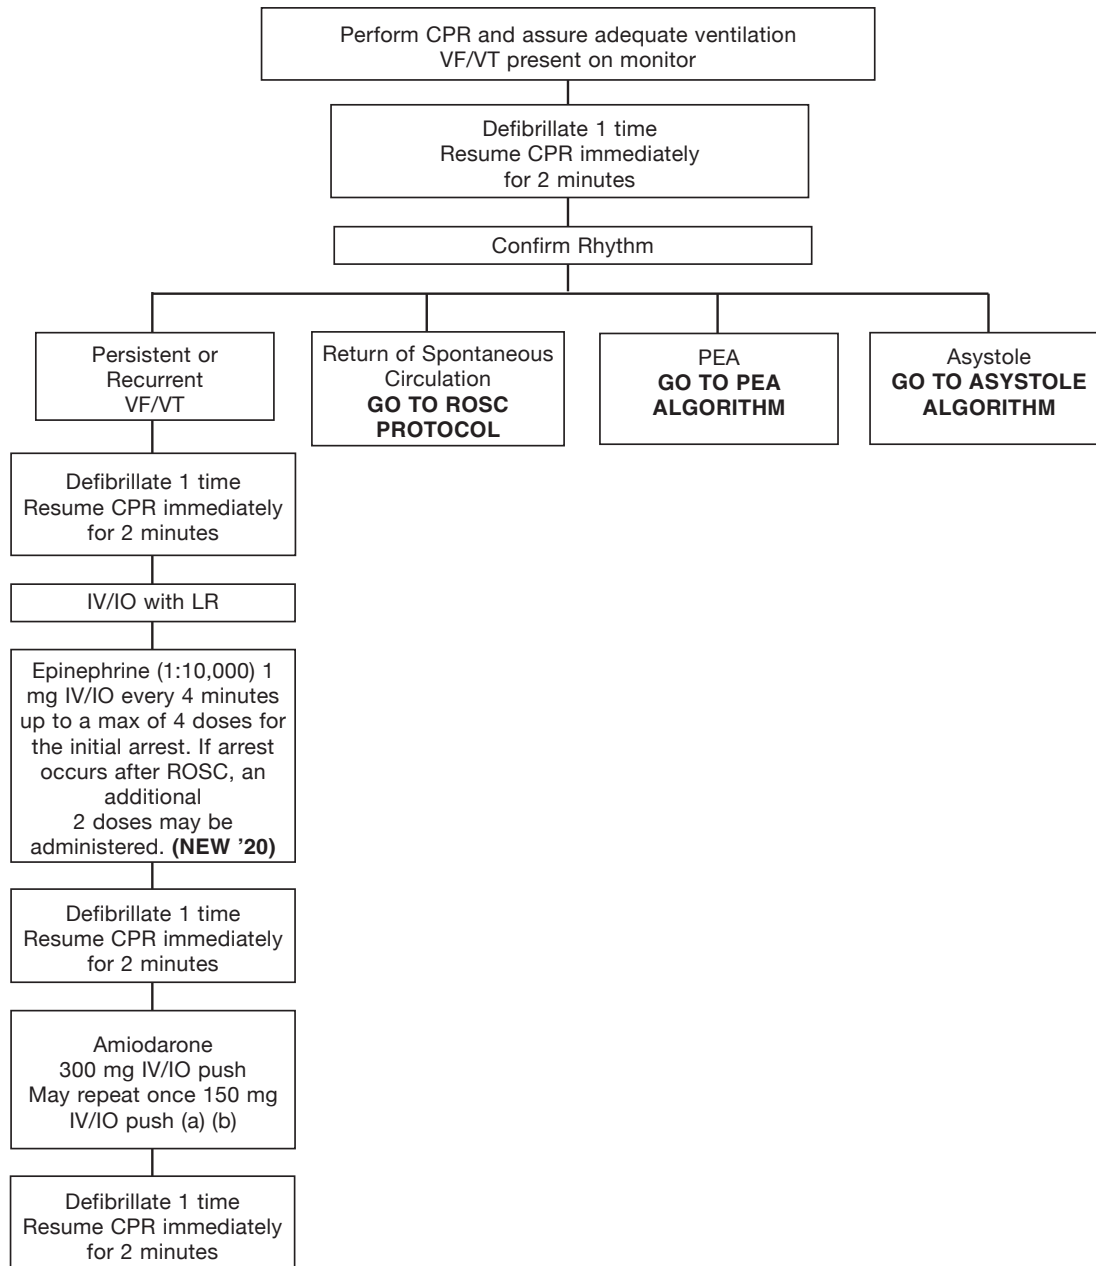 Perform CPR and assure adequate ventilation
VF/VT present on monitor
Defibrillate 1 time
Resume CPR immediately
for 2 minutes
Confirm Rhythm
Persistent or
Recurrent
VF/VT
Return of Spontaneous
Circulation
GO TO ROSC
PROTOCOL
PEA
GO TO PEA
ALGORITHM
Asystole
GO TO ASYSTOLE
ALGORITHM
Defibrillate 1 time
Resume CPR immediately
for 2 minutes
IV/IO with LR
Epinephrine (1:10,000) 1
mg IV/IO every 4 minutes
up to a max of 4 doses for
the initial arrest. If arrest
occurs after ROSC, an
additional
2 doses may be
administered. (NEW ’20)
Defibrillate 1 time
Resume CPR immediately
for 2 minutes
Amiodarone
300 mg IV/IO push
May repeat once 150 mg
IV/IO push (a) (b)
Defibrillate 1 time
Resume CPR immediately
for 2 minutes